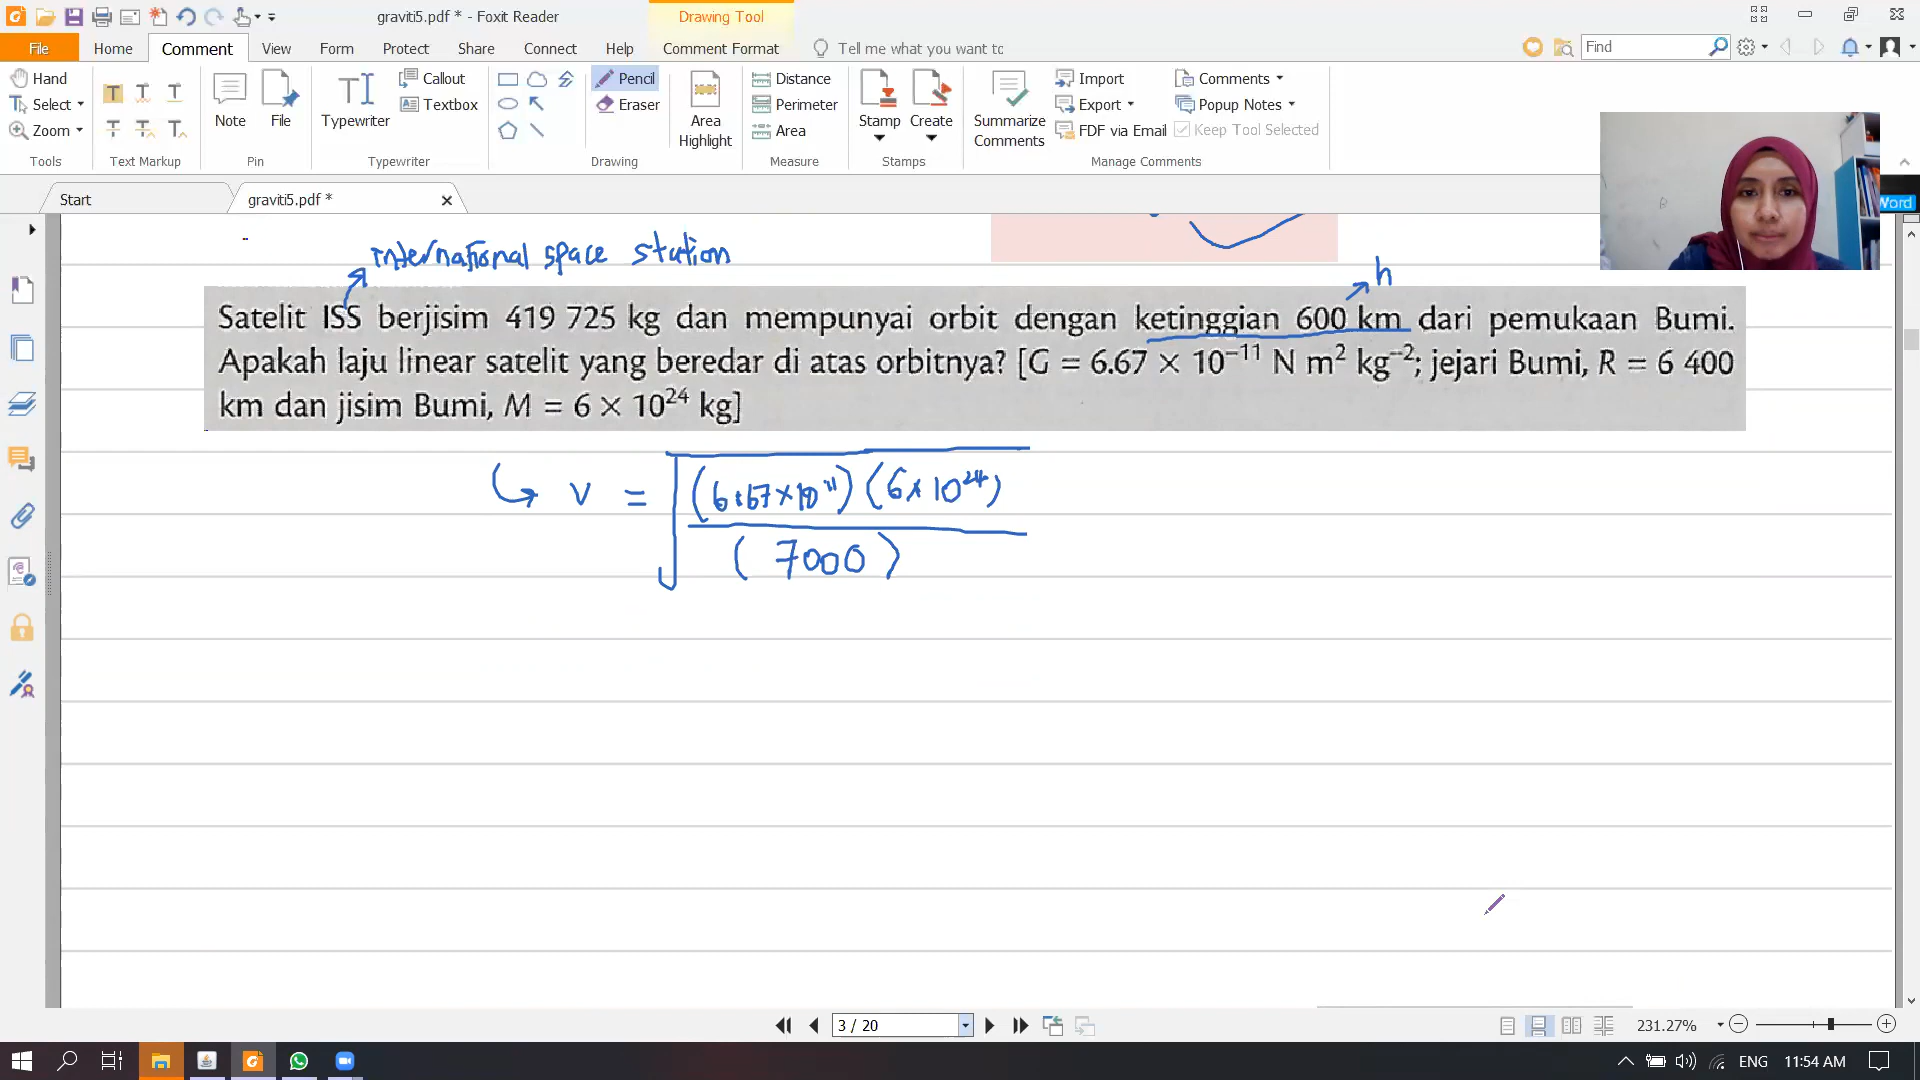 graviti5.pdf * - Foxit Reader
Drawing Tool
File Home Comment View Form Protect Share Connect Help Comment Format Tell me what you want to Find
Hand
Select
Zoom
Tools
Text Markup
Note
File
Pin
Typewriter
Callout
Textbox
Typewriter
Pencil
Eraser
Drawing
Area Highlight
Distance
Perimeter
Area
Measure
Stamp
Create
Stamps
Summarize Comments
Import
Export
FDF via Email
Comments
Popup Notes
Keep Tool Selected
Manage Comments
Start
graviti5.pdf *
Word
international space station
h
Satelit ISS berjisim 419 725 kg dan mempunyai orbit dengan ketinggian 600 km dari pemukaan Bumi.
Apakah laju linear satelit yang beredar di atas orbitnya? [G = 6.67 × 10⁻¹¹ N m² kg⁻²; jejari Bumi, R = 6 400
km dan jisim Bumi, M = 6 × 10²⁴ kg]
v = √ (6.67 × 10⁻¹¹) (6 × 10²⁴)
( 7000 )
3 / 20
231.27%
ENG 11:54 AM